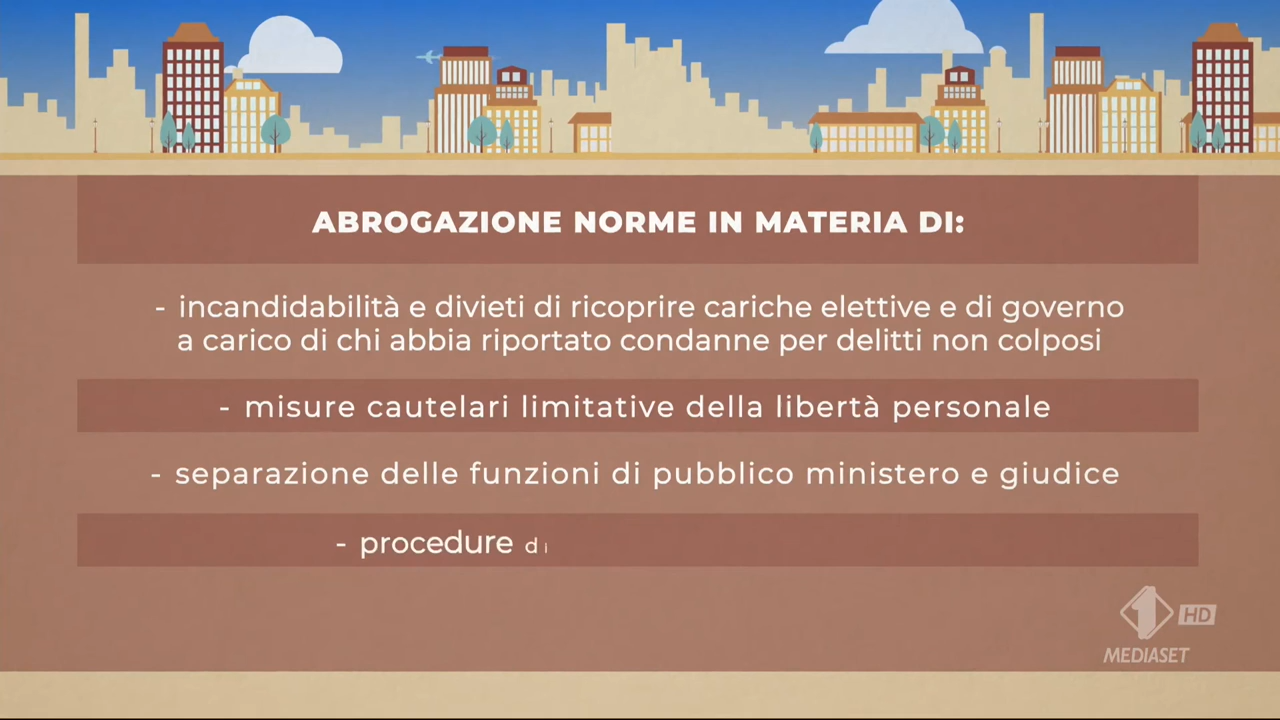 ABROGAZIONE NORME IN MATERIA DI:
- incandidabilità e divieti di ricoprire cariche elettive e di governo
a carico di chi abbia riportato condanne per delitti non colposi
- misure cautelari limitative della libertà personale
- separazione delle funzioni di pubblico ministero e giudice
- procedure di
1 HD
MEDIASET